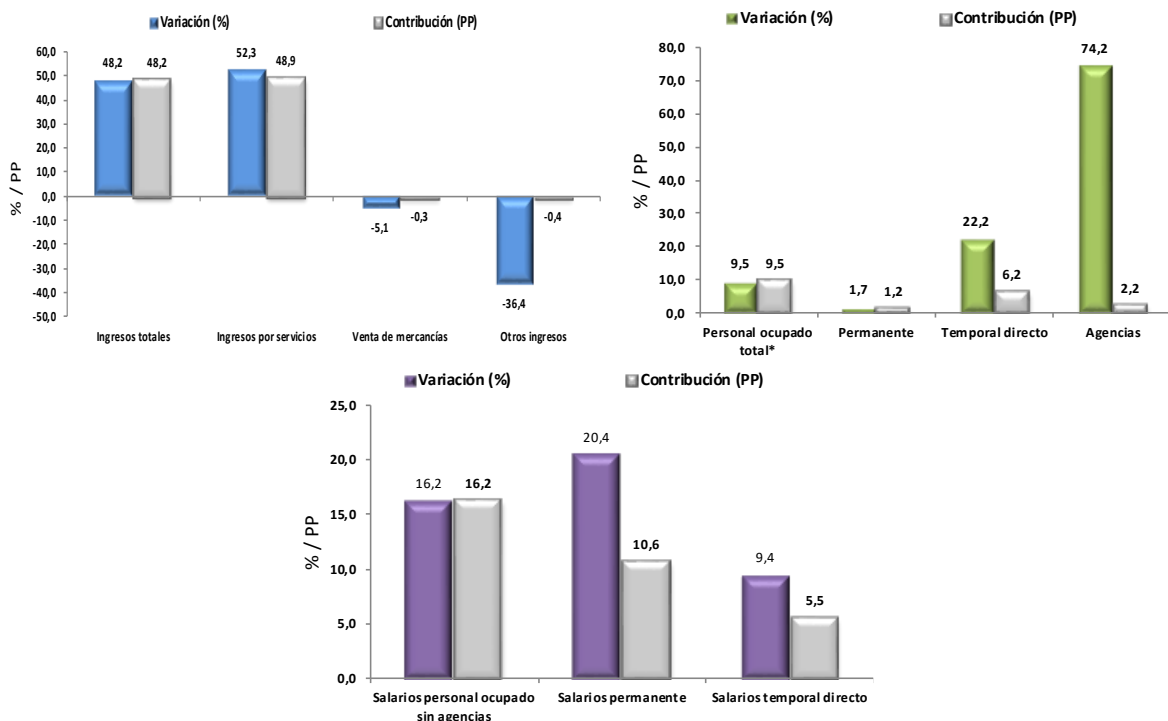 Variación (%) Contribución (PP)
% / PP
60,0
50,0
40,0
30,0
20,0
10,0
0,0
-10,0
-20,0
-30,0
-40,0
-50,0
48,2 48,2 52,3 48,9
-5,1 -0,3 -36,4 -0,4
Ingresos totales Ingresos por servicios Venta de mercancías Otro ingresos
Variación (%) Contribución (PP)
% / PP
80,0
70,0
60,0
50,0
40,0
30,0
20,0
10,0
0,0
9,5 9,5 1,7 1,2 22,2 6,2 74,2 2,2
Personal ocupado Permanente Temporal directo Agencias
total*
Variación (%) Contribución (PP)
% / PP
25,0
20,0
15,0
10,0
5,0
0,0
16,2 16,2 20,4 10,6 9,4 5,5
Salarios personal ocupado Salarios permanente Salarios temporal directo
sin agencias